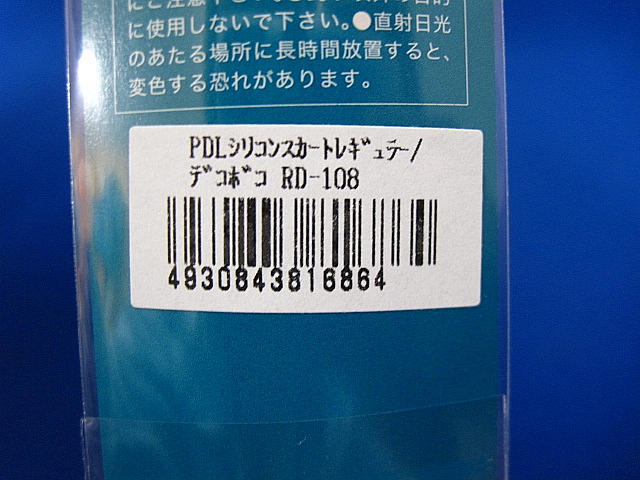 に使用しないで下さい。●直射日光
のあたる場所に長時間放置すると、
変色する恐れがあります。
PDLシリコンスカートレギュラー/
デコボコ RD-108
4930843816864